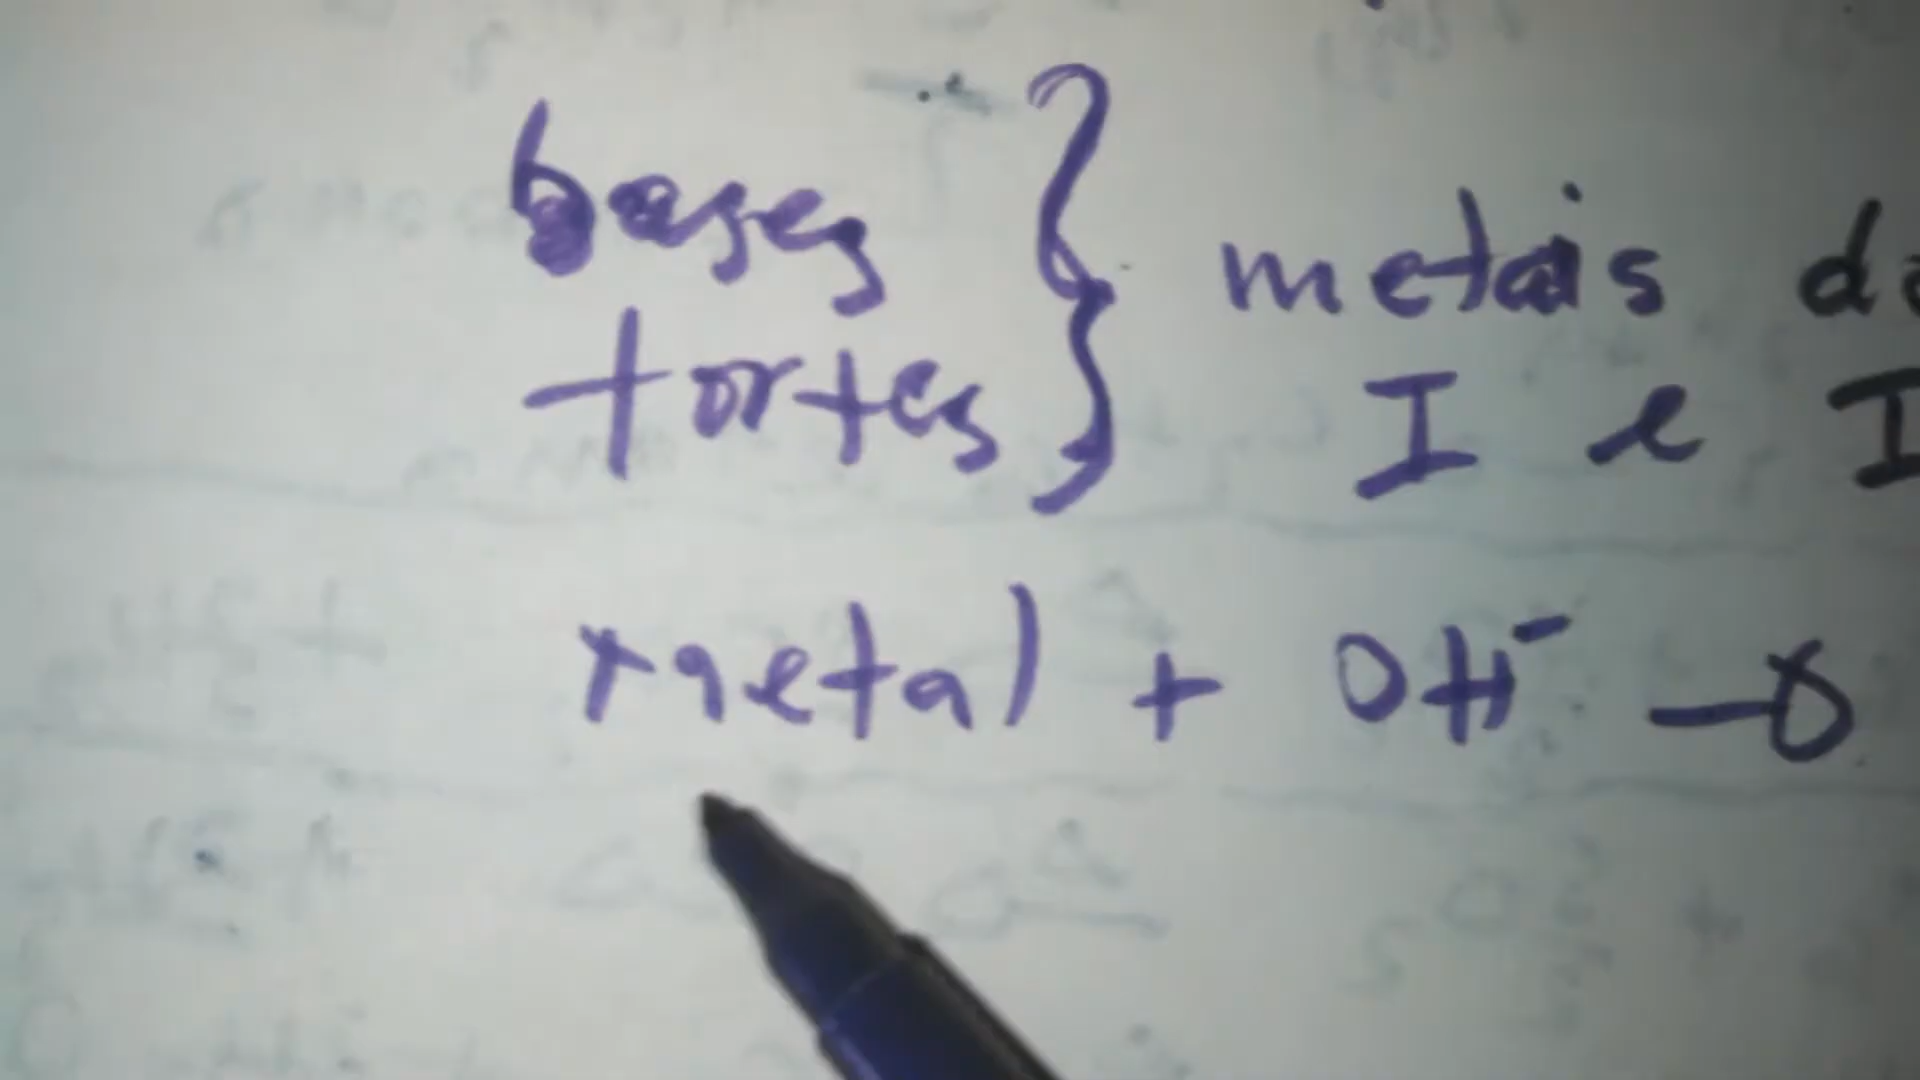 bases
fortes } metais d
I e I
metal + OH⁻ →